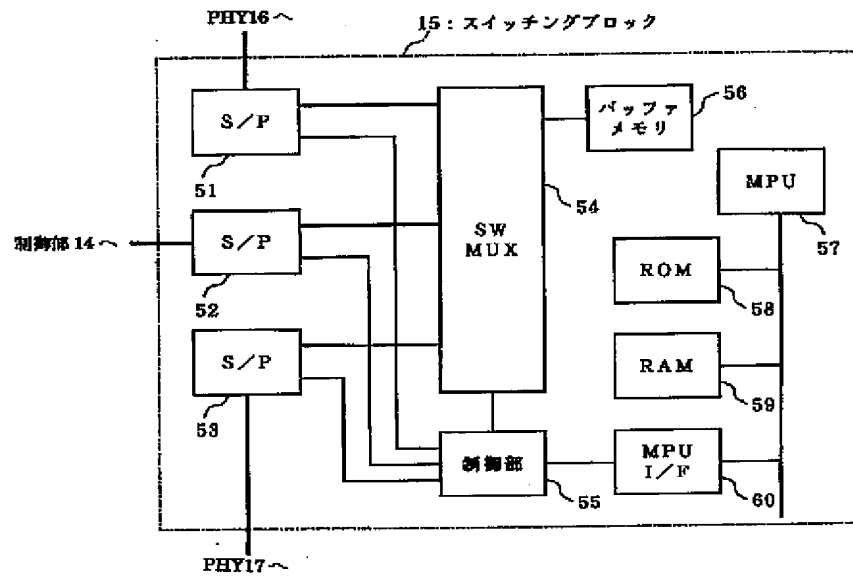 PHY16へ
15:スイッチングブロック
S/P
51
バッファ
メモリ
56
SW
MUX
54
MPU
57
制御部14へ
S/P
52
ROM
58
S/P
53
RAM
59
制御部
55
MPU
I/F
60
PHY17へ